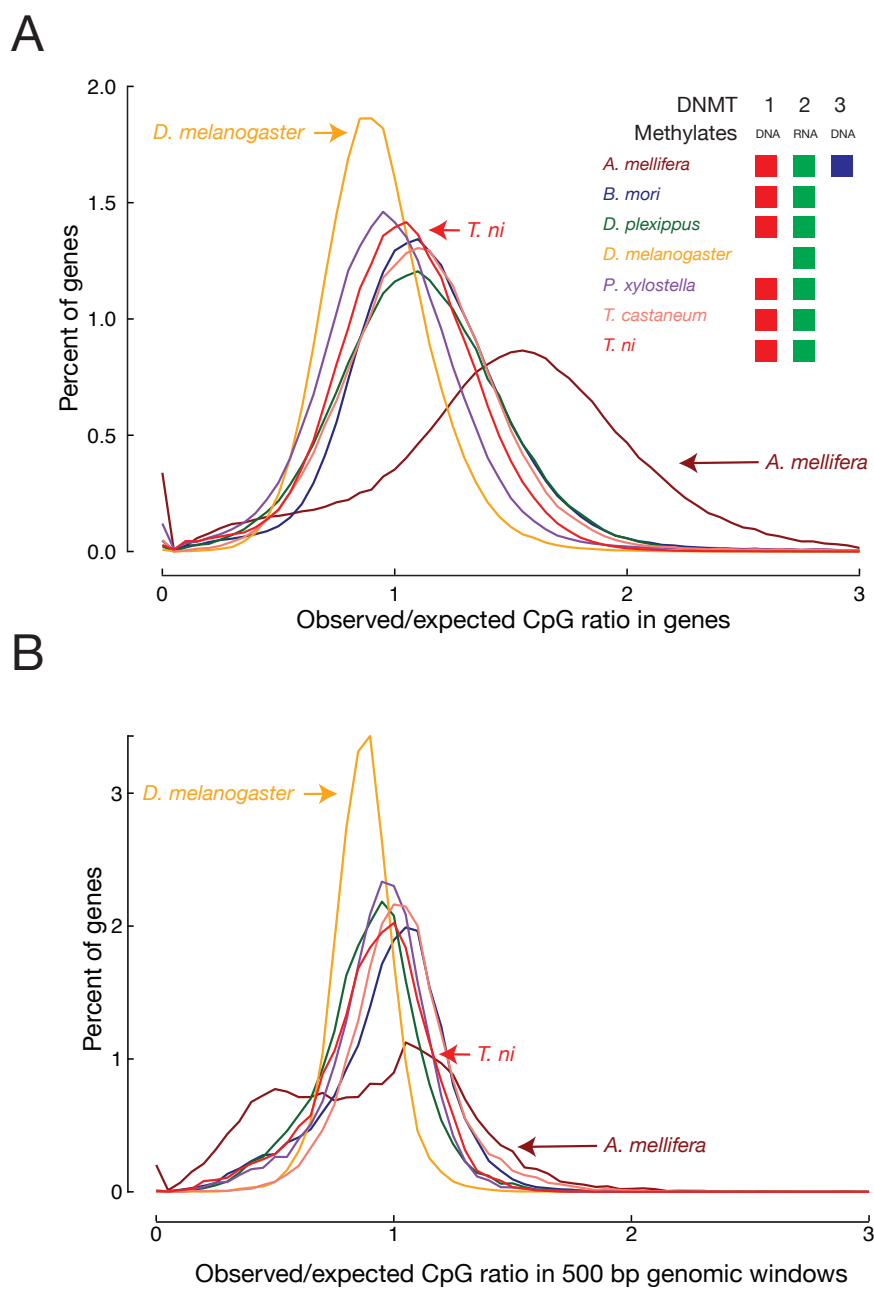 A
2.0
1.5
1.0
0.5
0.0
Percent of genes
0 1 2 3
Observed/expected CpG ratio in genes
D. melanogaster
T. ni
A. mellifera
DNMT 1 2 3
Methylates DNA RNA DNA
A. mellifera
B. mori
D. plexippus
D. melanogaster
P. xylostella
T. castaneum
T. ni
B
3
2
1
0
Percent of genes
D. melanogaster
T. ni
A. mellifera
0 1 2 3
Observed/expected CpG ratio in 500 bp genomic windows